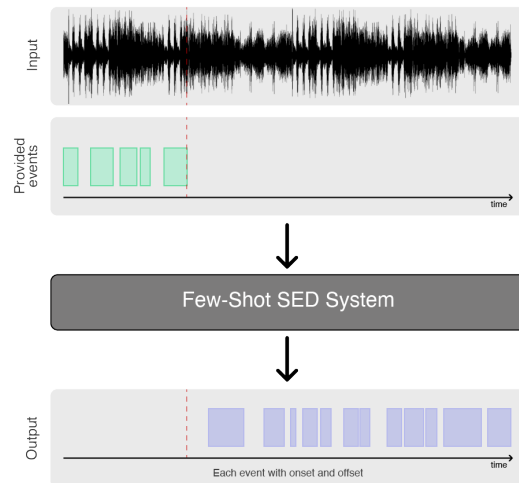 Input
Provided
events
time
Few-Shot SED System
Output
time
Each event with onset and offset